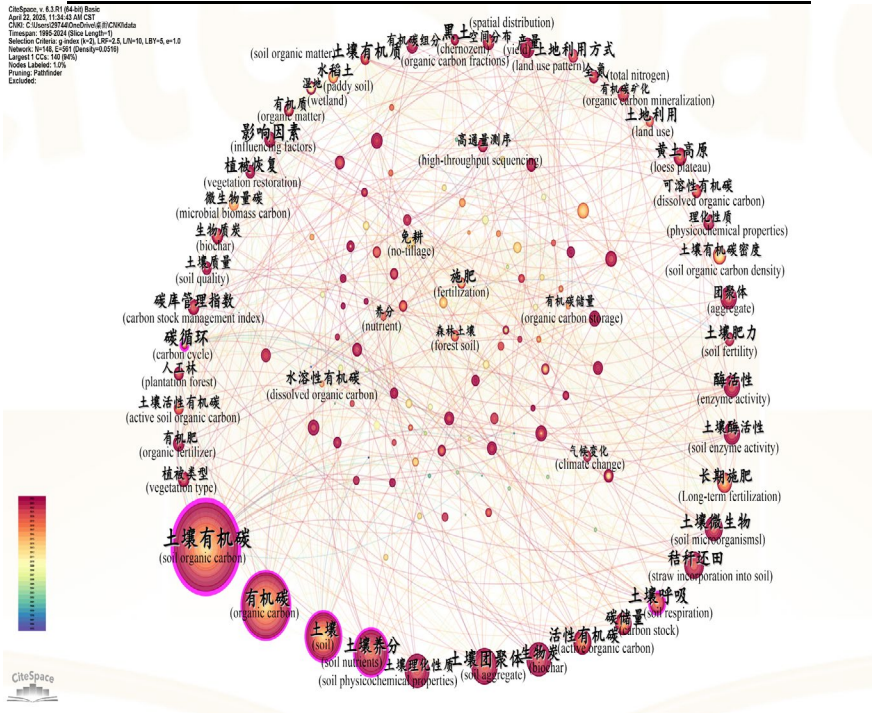 CiteSpace, v. 6.3.R1 (64-bit) Basic
April 22, 2025, 11:34:43 AM CST
Timespan: 1995-2024 (Slice Length=1)
Selection Criteria: g-index (k=2), LRF=2.5, L/N=10, LBY=5, e=1.0
Network: N=148, E=561 (Density=0.0516)
Largest 1 CCs: 140 (94%)
Nodes Labeled: 1.0%
Pruning: Pathfinder
Excluded:
黑土
(chernozem)
空间分布
(spatial distribution)
有机碳组分
(organic carbon fractions)
产量
(yield)
土壤有机质
(soil organic matter)
土地利用方式
(land use pattern)
水稻土
(paddy soil)
全氮
(total nitrogen)
湿地
(wetland)
有机碳矿化
(organic carbon mineralization)
有机质
(organic matter)
土地利用
(land use)
影响因素
(influencing factors)
高通量测序
(high-throughput sequencing)
黄土高原
(loess plateau)
植被恢复
(vegetation restoration)
可溶性有机碳
(dissolved organic carbon)
微生物量碳
(microbial biomass carbon)
理化性质
(physicochemical properties)
生物质炭
(biochar)
免耕
(no-tillage)
土壤有机碳密度
(soil organic carbon density)
土壤质量
(soil quality)
施肥
(fertilization)
团聚体
(aggregate)
碳库管理指数
(carbon stock management index)
养分
(nutrient)
有机碳储量
(organic carbon storage)
碳循环
(carbon cycle)
森林土壤
(forest soil)
土壤肥力
(soil fertility)
人工林
(plantation forest)
水溶性有机碳
(dissolved organic carbon)
酶活性
(enzyme activity)
土壤活性有机碳
(active soil organic carbon)
土壤酶活性
(soil enzyme activity)
有机肥
(organic fertilizer)
气候变化
(climate change)
植被类型
(vegetation type)
长期施肥
(Long-term fertilization)
土壤有机碳
(soil organic carbon)
土壤微生物
(soil microorganismsl)
秸秆还田
(straw incorporation into soil)
有机碳
(organic carbon)
土壤呼吸
(soil respiration)
碳储量
(carbon stock)
土壤
(soil)
活性有机碳
(active organic carbon)
土壤养分
(soil nutrients)
土壤理化性质
(soil physicochemical properties)
土壤团聚体
(soil aggregate)
生物炭
(biochar)
CiteSpace